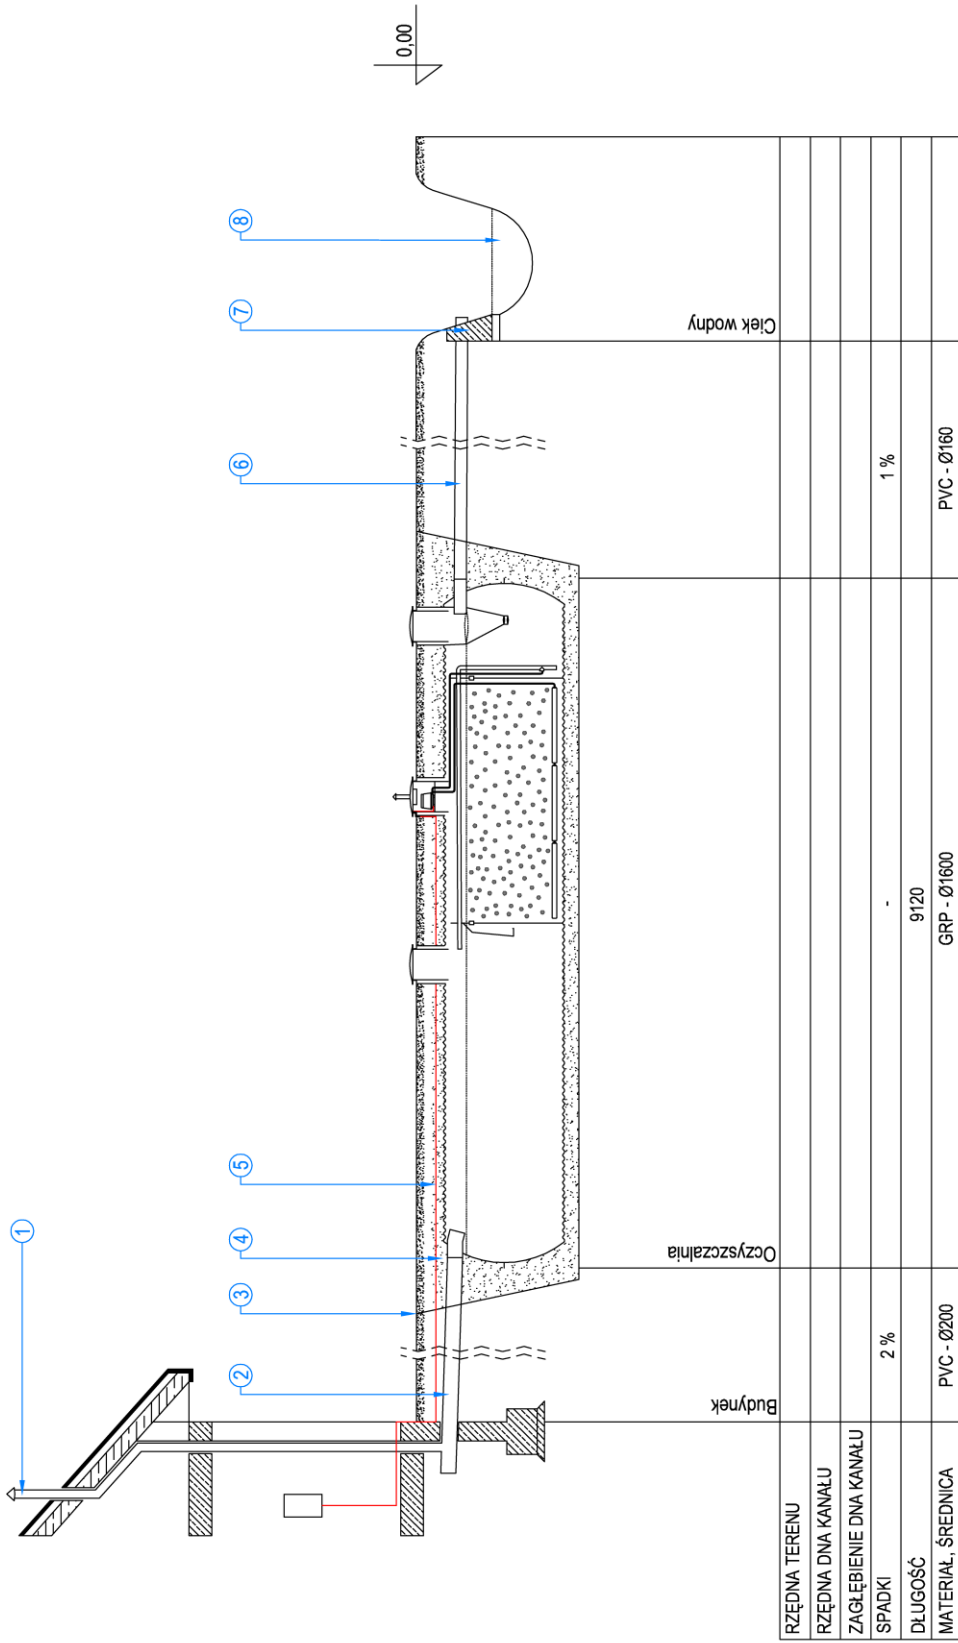 1
2
3
4
5
6
7
8
0,00
Budynek
Oczyszczalnia
Ciek wodny
RZĘDNA TERENU
RZĘDNA DNA KANAŁU
ZAGŁĘBIENIE DNA KANAŁU
SPADKI 2 % - 1 %
DŁUGOŚĆ 9120
MATERIAŁ, ŚREDNICA PVC - Ø200 GRP - Ø1600 PVC - Ø160